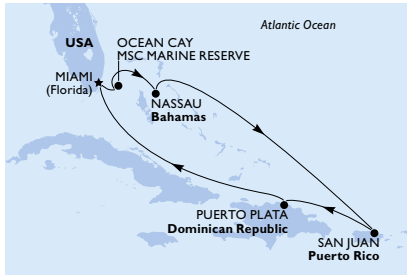 Atlantic Ocean
USA
OCEAN CAY
MSC MARINE RESERVE
MIAMI
(Florida)
NASSAU
Bahamas
PUERTO PLATA
Dominican Republic
SAN JUAN
Puerto Rico